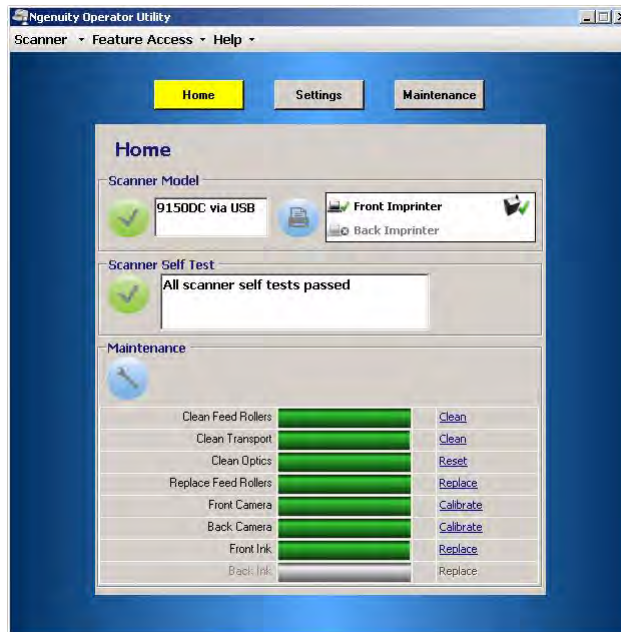 Ngenuity Operator Utility
Scanner Feature Access Help
Home Settings Maintenance
Home
Scanner Model
9150DC via USB
Front Imprinter
Back Imprinter
Scanner Self Test
All scanner self tests passed
Maintenance
Clean Feed Rollers Clean
Clean Transport Clean
Clean Optics Reset
Replace Feed Rollers Replace
Front Camera Calibrate
Back Camera Calibrate
Front Ink Replace
Back Ink Replace